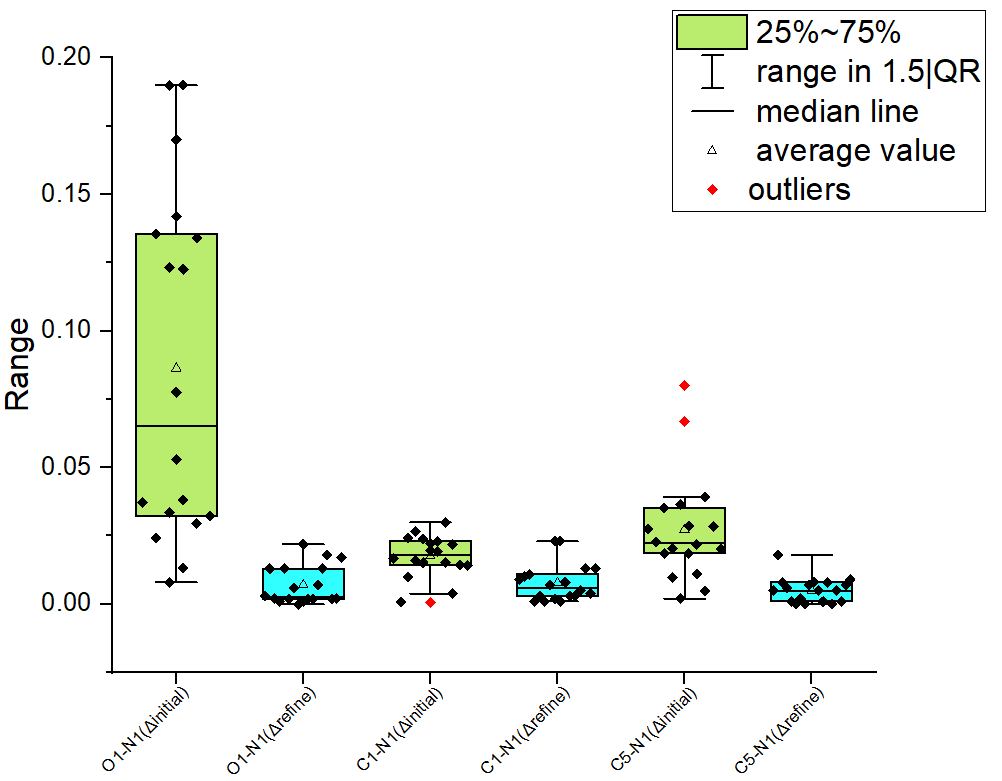 25%~75%
range in 1.5|QR
median line
average value
outliers
Range
0.20
0.15
0.10
0.05
0.00
O1-N1(Δinitial)
O1-N1(Δrefine)
C1-N1(Δinitial)
C1-N1(Δrefine)
C5-N1(Δinitial)
C5-N1(Δrefine)